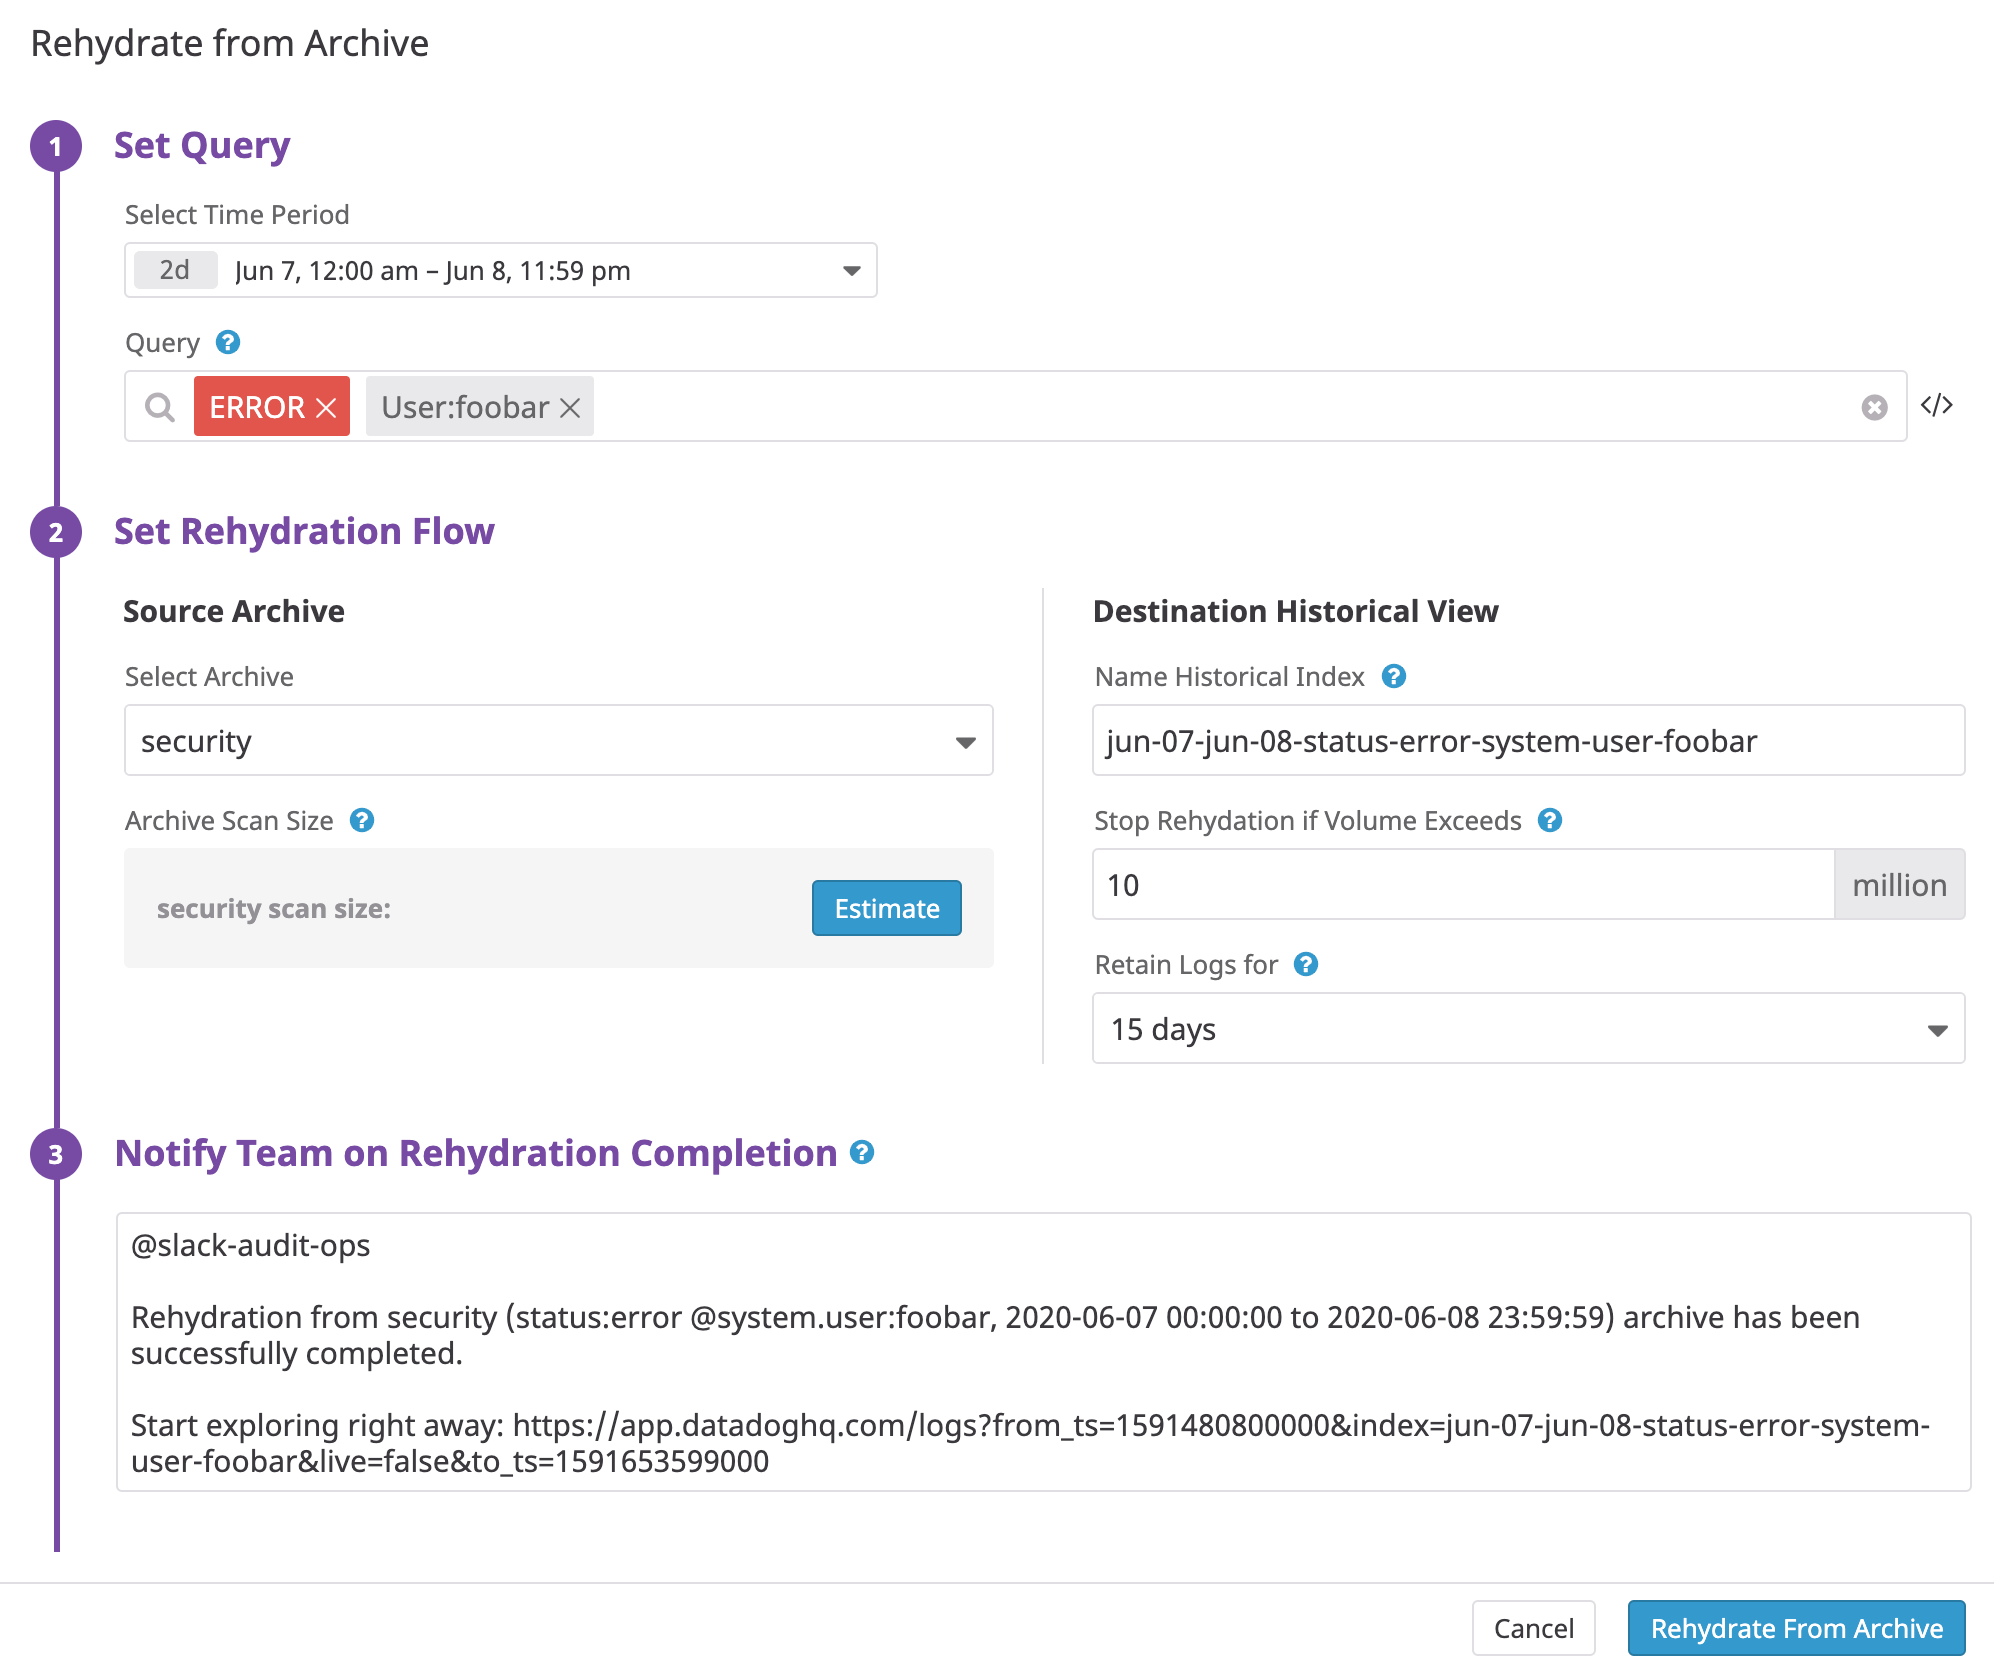 Rehydrate from Archive
1 Set Query
Select Time Period
2d Jun 7, 12:00 am – Jun 8, 11:59 pm
Query ?
ERROR × User:foobar × </>
2 Set Rehydration Flow
Source Archive
Select Archive
security
Archive Scan Size ?
security scan size: Estimate
Destination Historical View
Name Historical Index ?
jun-07-jun-08-status-error-system-user-foobar
Stop Rehydation if Volume Exceeds ?
10 million
Retain Logs for ?
15 days
3 Notify Team on Rehydration Completion ?
@slack-audit-ops
Rehydration from security (status:error @system.user:foobar, 2020-06-07 00:00:00 to 2020-06-08 23:59:59) archive has been
successfully completed.
Start exploring right away: https://app.datadoghq.com/logs?from_ts=1591480800000&index=jun-07-jun-08-status-error-system-
user-foobar&live=false&to_ts=1591653599000
Cancel Rehydrate From Archive